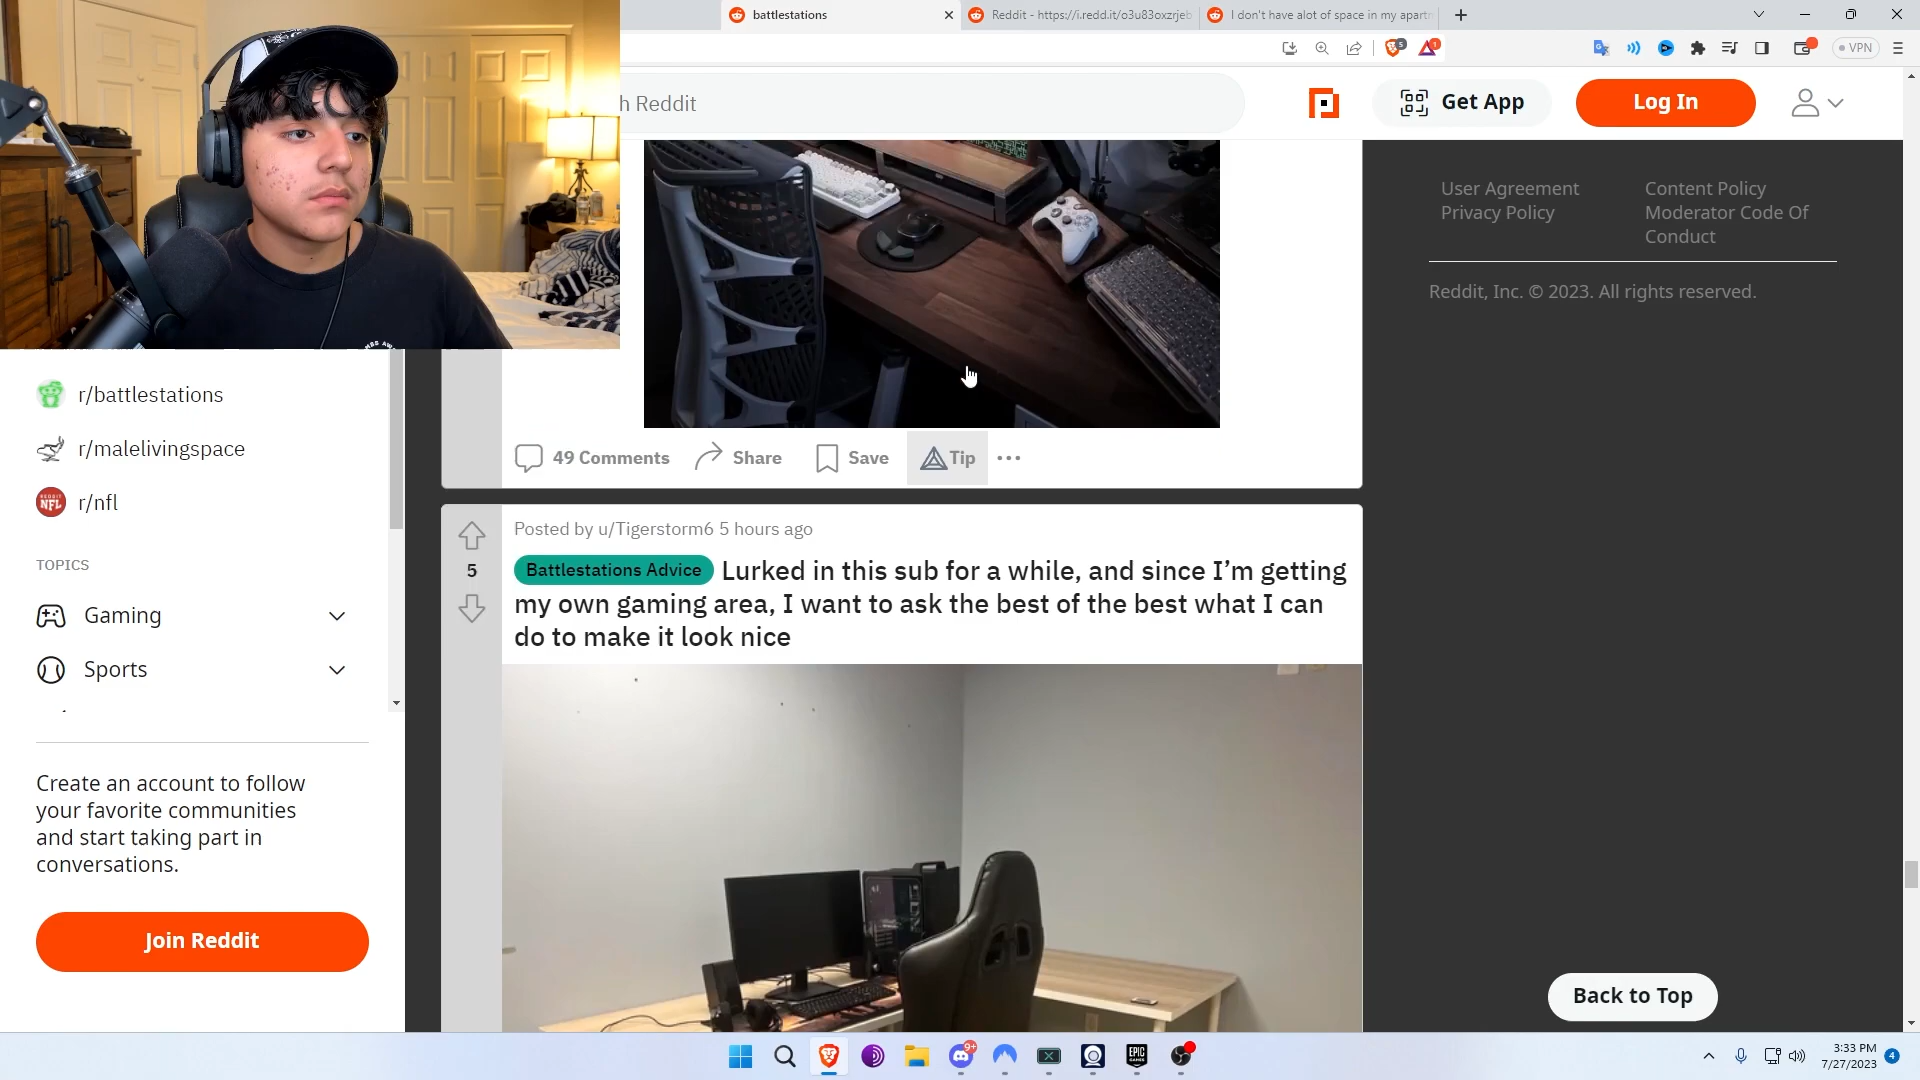 battlestations
Reddit - https://i.redd.it/o3u83oxzrjeb
I don't have alot of space in my apart
VPN
h Reddit
Get App
Log In
User Agreement
Content Policy
Privacy Policy
Moderator Code Of
Conduct
Reddit, Inc. © 2023. All rights reserved.
r/battlestations
r/malelivingspace
r/nfl
TOPICS
Gaming
Sports
Create an account to follow
your favorite communities
and start taking part in
conversations.
Join Reddit
49 Comments
Share
Save
Tip
Posted by u/Tigerstorm6 5 hours ago
5
Battlestations Advice Lurked in this sub for a while, and since I’m getting
my own gaming area, I want to ask the best of the best what I can
do to make it look nice
Back to Top
9+
EPIC
GAMES
3:33 PM
7/27/2023
4